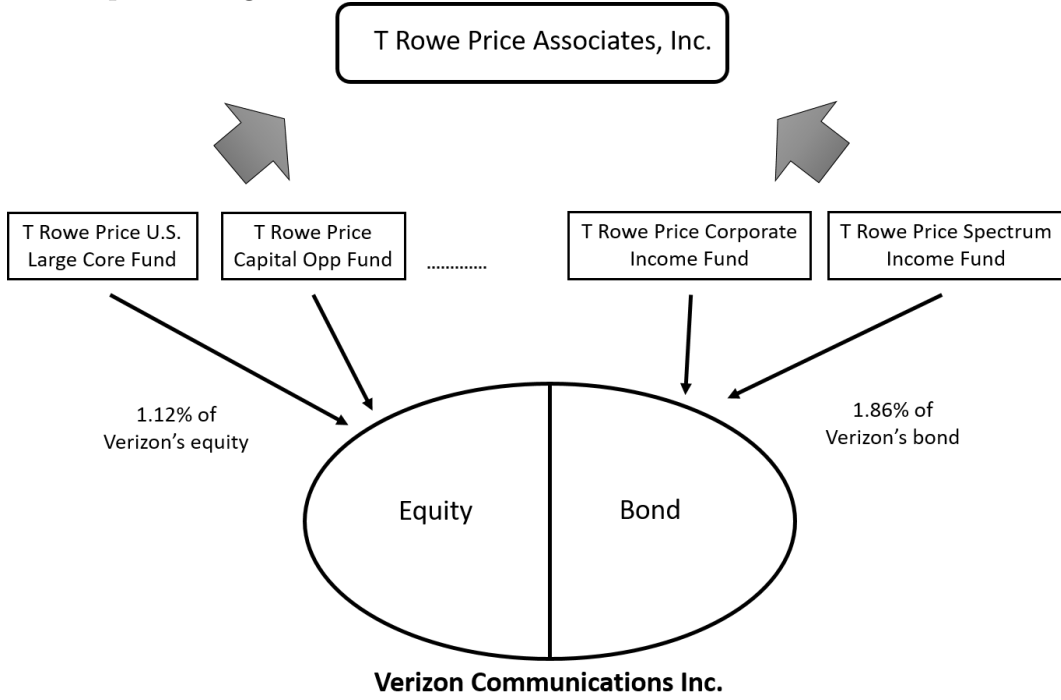 T Rowe Price Associates, Inc.
T Rowe Price U.S.
Large Core Fund
T Rowe Price
Capital Opp Fund
.............
T Rowe Price Corporate
Income Fund
T Rowe Price Spectrum
Income Fund
1.12% of
Verizon’s equity
1.86% of
Verizon’s bond
Equity
Bond
Verizon Communications Inc.